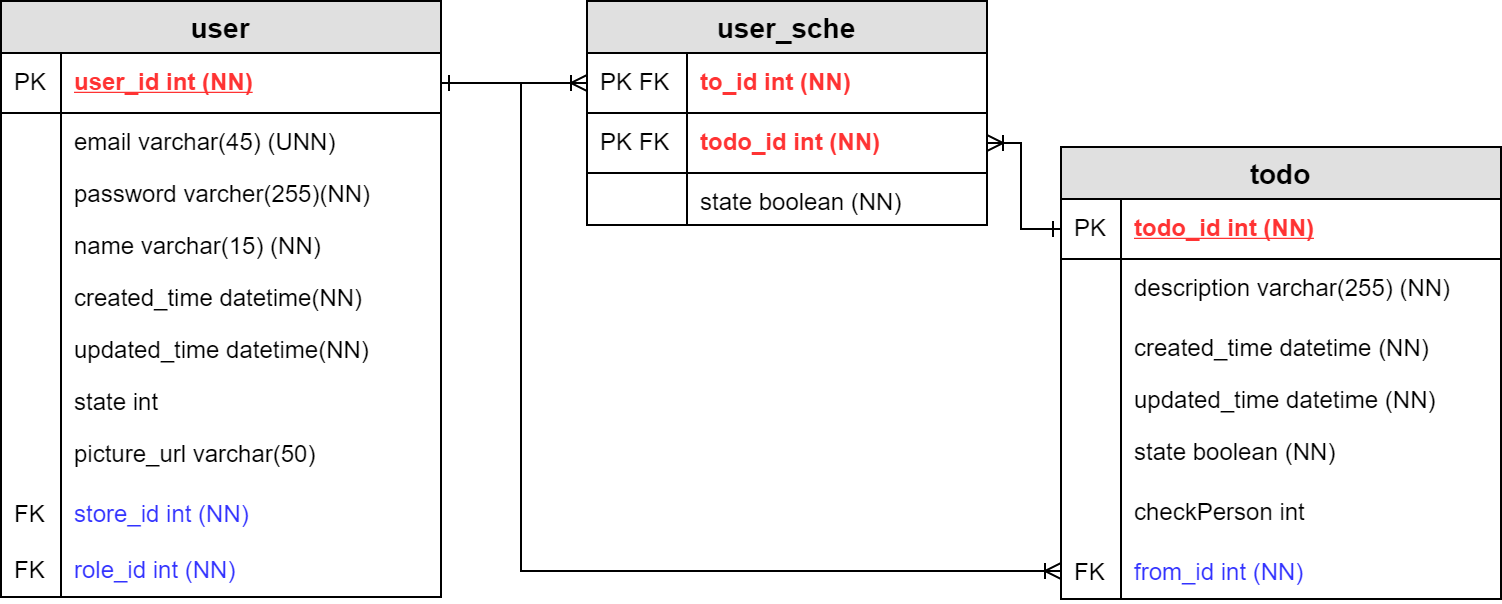 user
PK user_id int (NN)
email varchar(45) (UNN)
password varcher(255)(NN)
name varchar(15) (NN)
created_time datetime(NN)
updated_time datetime(NN)
state int
picture_url varchar(50)
FK store_id int (NN)
FK role_id int (NN)
user_sche
PK FK to_id int (NN)
PK FK todo_id int (NN)
state boolean (NN)
todo
PK todo_id int (NN)
description varchar(255) (NN)
created_time datetime (NN)
updated_time datetime (NN)
state boolean (NN)
checkPerson int
FK from_id int (NN)